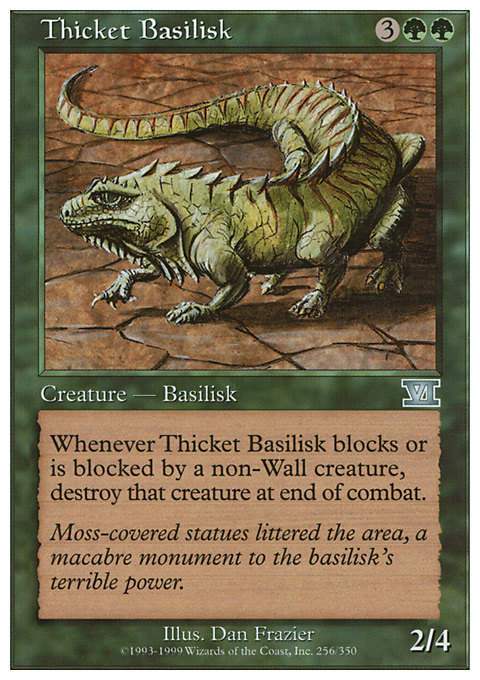 Thicket Basilisk 3
Creature — Basilisk VI
Whenever Thicket Basilisk blocks or
is blocked by a non-Wall creature,
destroy that creature at end of combat.
Moss-covered statues littered the area, a
macabre monument to the basilisk's
terrible power.
Illus. Dan Frazier
©1993-1999 Wizards of the Coast, Inc. 256/350
2/4